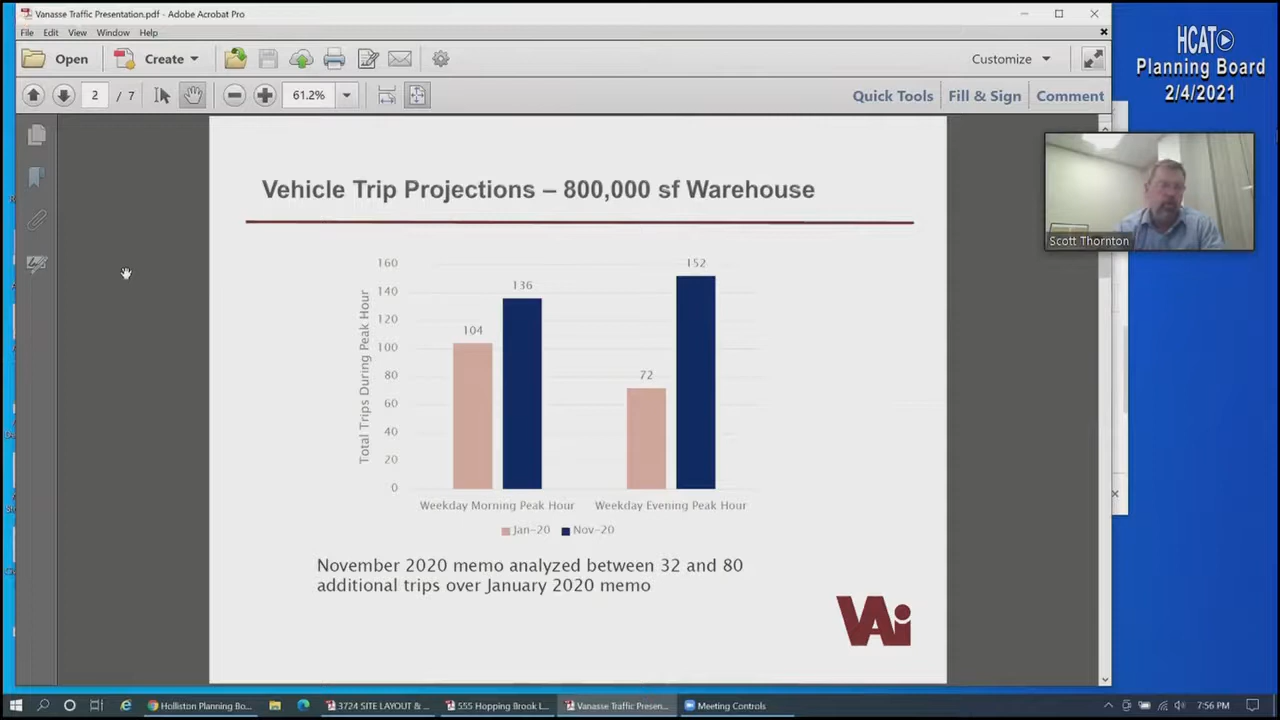 Vanasse Traffic Presentation.pdf - Adobe Acrobat Pro
File Edit View Window Help
Open Create Customize
2 / 7 61.2% Quick Tools Fill & Sign Comment
HCAT
Planning Board
2/4/2021
Scott Thornton
Vehicle Trip Projections – 800,000 sf Warehouse
Total Trips During Peak Hour
160
140
120
100
80
60
40
20
0
104
136
72
152
Weekday Morning Peak Hour Weekday Evening Peak Hour
Jan-20 Nov-20
November 2020 memo analyzed between 32 and 80
additional trips over January 2020 memo
VAi
Holliston Planning Bo... 3724 SITE LAYOUT & ... 555 Hopping Brook L... Vanasse Traffic Presen... Meeting Controls 7:56 PM